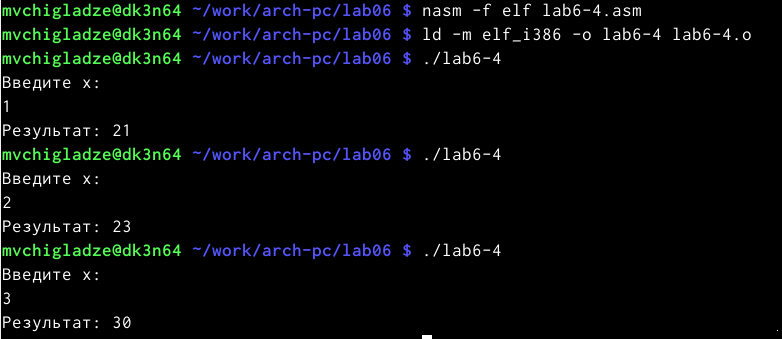 mvchigladze@dk3n64 ~/work/arch-pc/lab06 $ nasm -f elf lab6-4.asm
mvchigladze@dk3n64 ~/work/arch-pc/lab06 $ ld -m elf_i386 -o lab6-4 lab6-4.o
mvchigladze@dk3n64 ~/work/arch-pc/lab06 $ ./lab6-4
Введите x:
1
Результат: 21
mvchigladze@dk3n64 ~/work/arch-pc/lab06 $ ./lab6-4
Введите x:
2
Результат: 23
mvchigladze@dk3n64 ~/work/arch-pc/lab06 $ ./lab6-4
Введите x:
3
Результат: 30